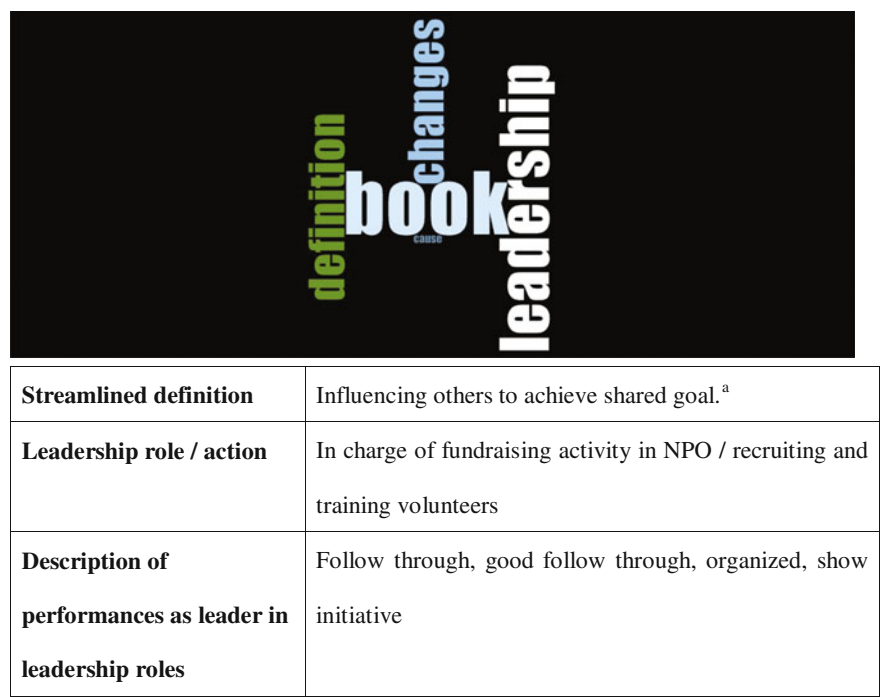 changes
leadership
definition
book
cause
Streamlined definition
Influencing others to achieve shared goal.a
Leadership role / action
In charge of fundraising activity in NPO / recruiting and
training volunteers
Description of
performances as leader in
leadership roles
Follow through, good follow through, organized, show
initiative